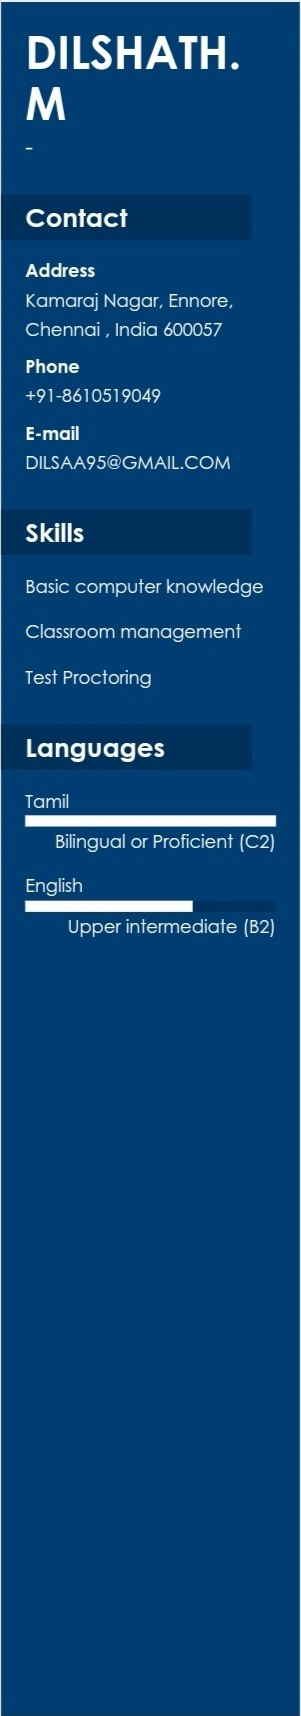 DILSHATH.
M
-
Contact
Address
Kamaraj Nagar, Ennore,
Chennai , India 600057
Phone
+91-8610519049
E-mail
DILSAA95@GMAIL.COM
Skills
Basic computer knowledge
Classroom management
Test Proctoring
Languages
Tamil
Bilingual or Proficient (C2)
English
Upper intermediate (B2)